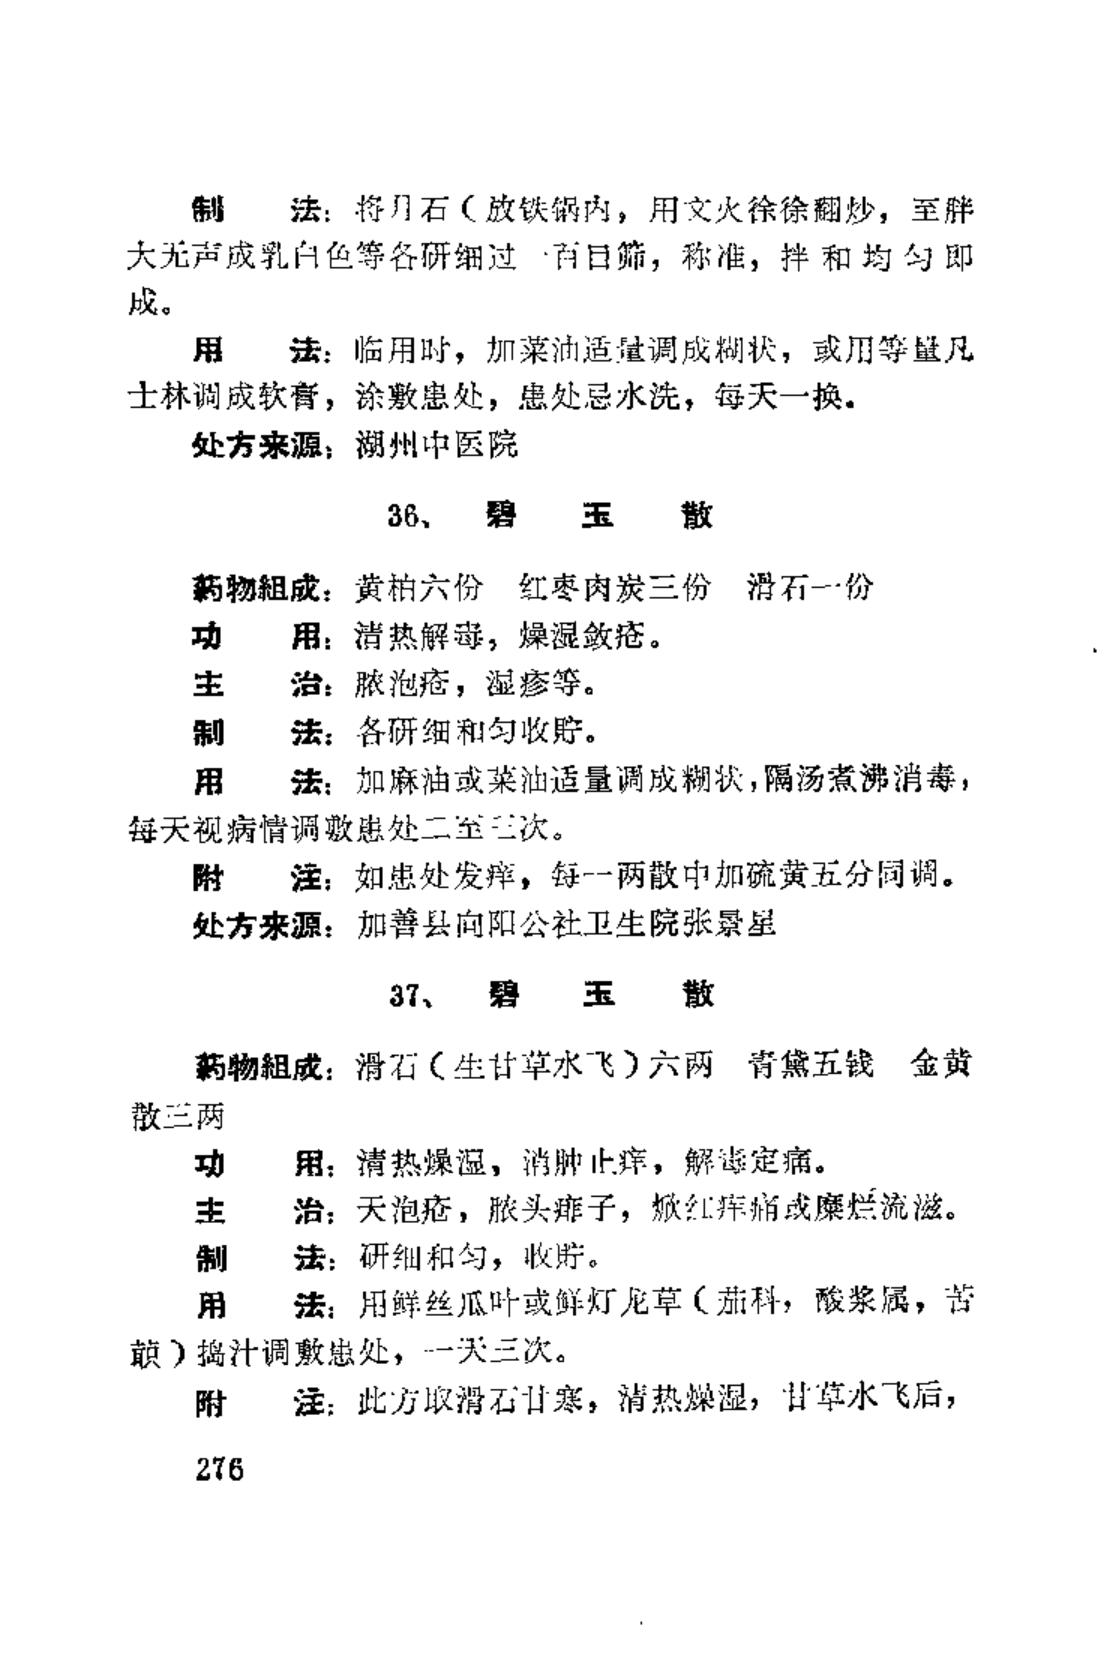 制　　法：将月石（放铁锅内，用文火徐徐翻炒，至胖
大无声成乳白色等各研细过一百目筛，称准，拌和均匀即
成。
用　　法：临用时，加菜油适量调成糊状，或用等量凡
士林调成软膏，涂敷患处，患处忌水洗，每天一换。
处方来源：湖州中医院
36、　碧　玉　散
药物組成：黄柏六份　红枣肉炭三份　滑石一份
功　　用：清热解毒，燥湿敛疮。
主　　治：脓泡疮，湿疹等。
制　　法：各研细和匀收贮。
用　　法：加麻油或菜油适量调成糊状，隔汤煮沸消毒，
每天视病情调敷患处二至三次。
附　　注：如患处发痒，每一两散中加硫黄五分同调。
处方来源：加善县向阳公社卫生院张景星
37、　碧　玉　散
药物組成：滑石（生甘草水飞）六两　青黛五钱　金黄
散三两
功　　用：清热燥湿，消肿止痒，解毒定痛。
主　　治：天泡疮，脓头痱子，焮红痒痛或糜烂流滋。
制　　法：研细和匀，收贮。
用　　法：用鲜丝瓜叶或鲜灯龙草（茄科，酸浆属，苦
蘵）捣汁调敷患处，一天三次。
附　　注：此方取滑石甘寒，清热燥湿，甘草水飞后，
276